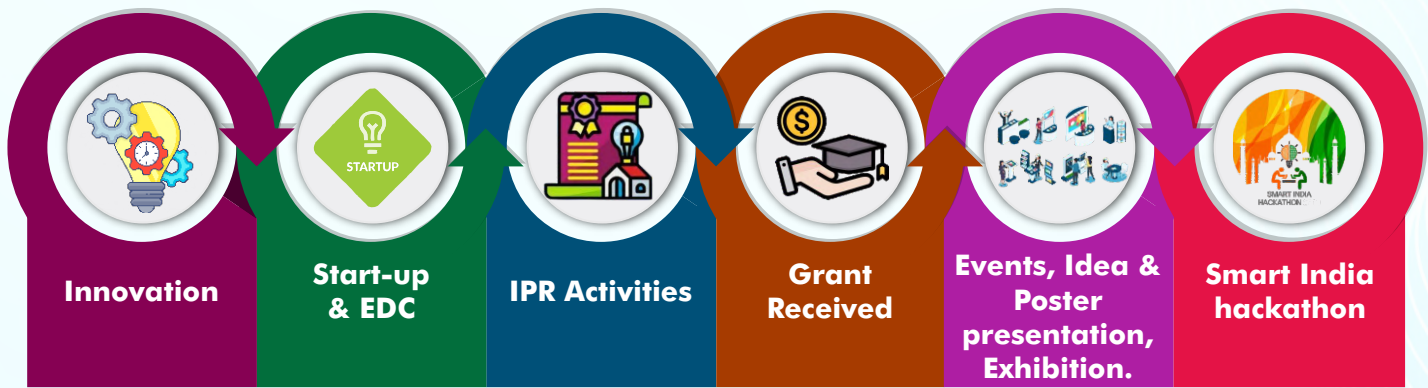 STARTUP
SMART INDIA
HACKATHON
Innovation
Start-up
& EDC
IPR Activities
Grant
Received
Events, Idea &
Poster
presentation,
Exhibition.
Smart India
hackathon